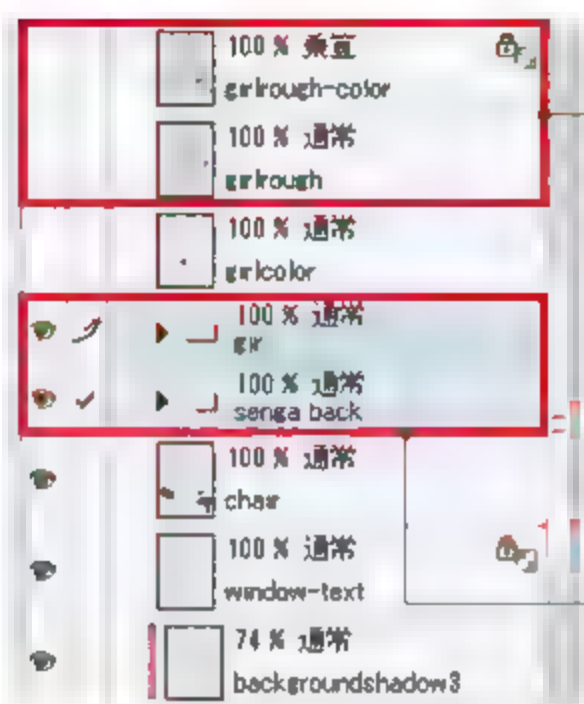 100 % 乗算
girlrough-color
100 % 通常
girlrough
100 % 通常
girlcolor
100 % 通常
girl
100 % 通常
senga back
100 % 通常
chair
100 % 通常
window-text
74 % 通常
backgroundshadow3